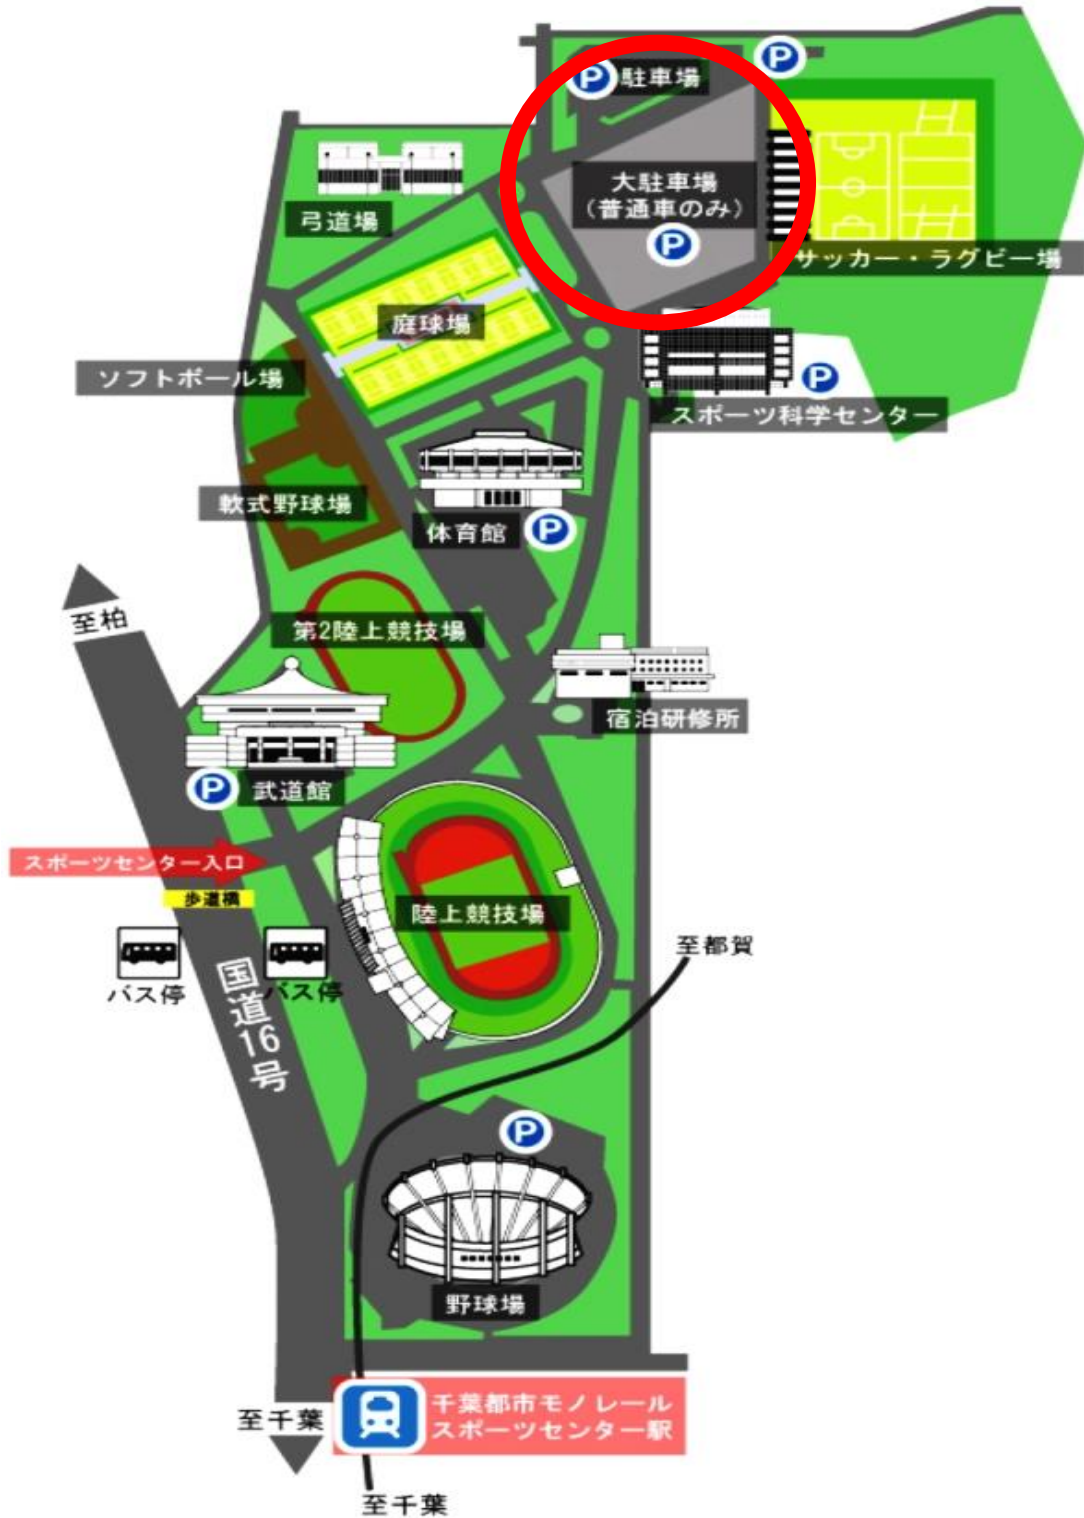 P
P
駐車場
大駐車場
(普通車のみ)
P
弓道場
サッカー・ラグビー場
庭球場
ソフトボール場
P
スポーツ科学センター
軟式野球場
体育館
P
至柏
第2陸上競技場
宿泊研修所
P
武道館
スポーツセンター入口
歩道橋
陸上競技場
至都賀
バス停
バス停
国道16号
P
野球場
千葉都市モノレール
スポーツセンター駅
至千葉
至千葉